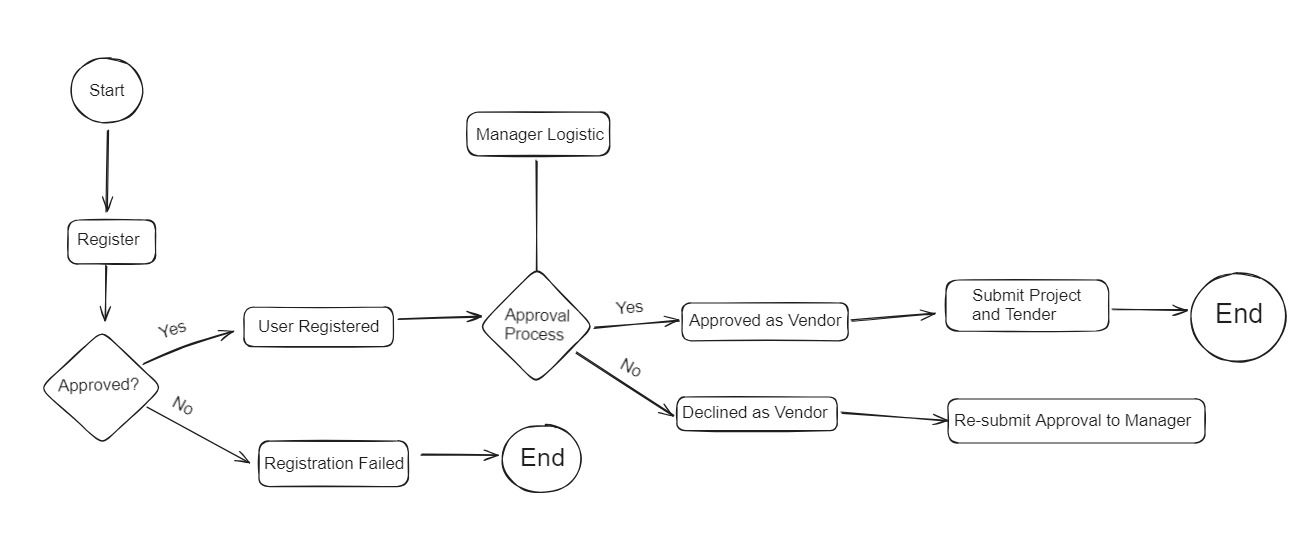 Start
Manager Logistic
Register
Yes
User Registered
Approval
Process
Yes
Approved as Vendor
Submit Project
and Tender
End
Approved?
No
No
Declined as Vendor
Re-submit Approval to Manager
Registration Failed
End